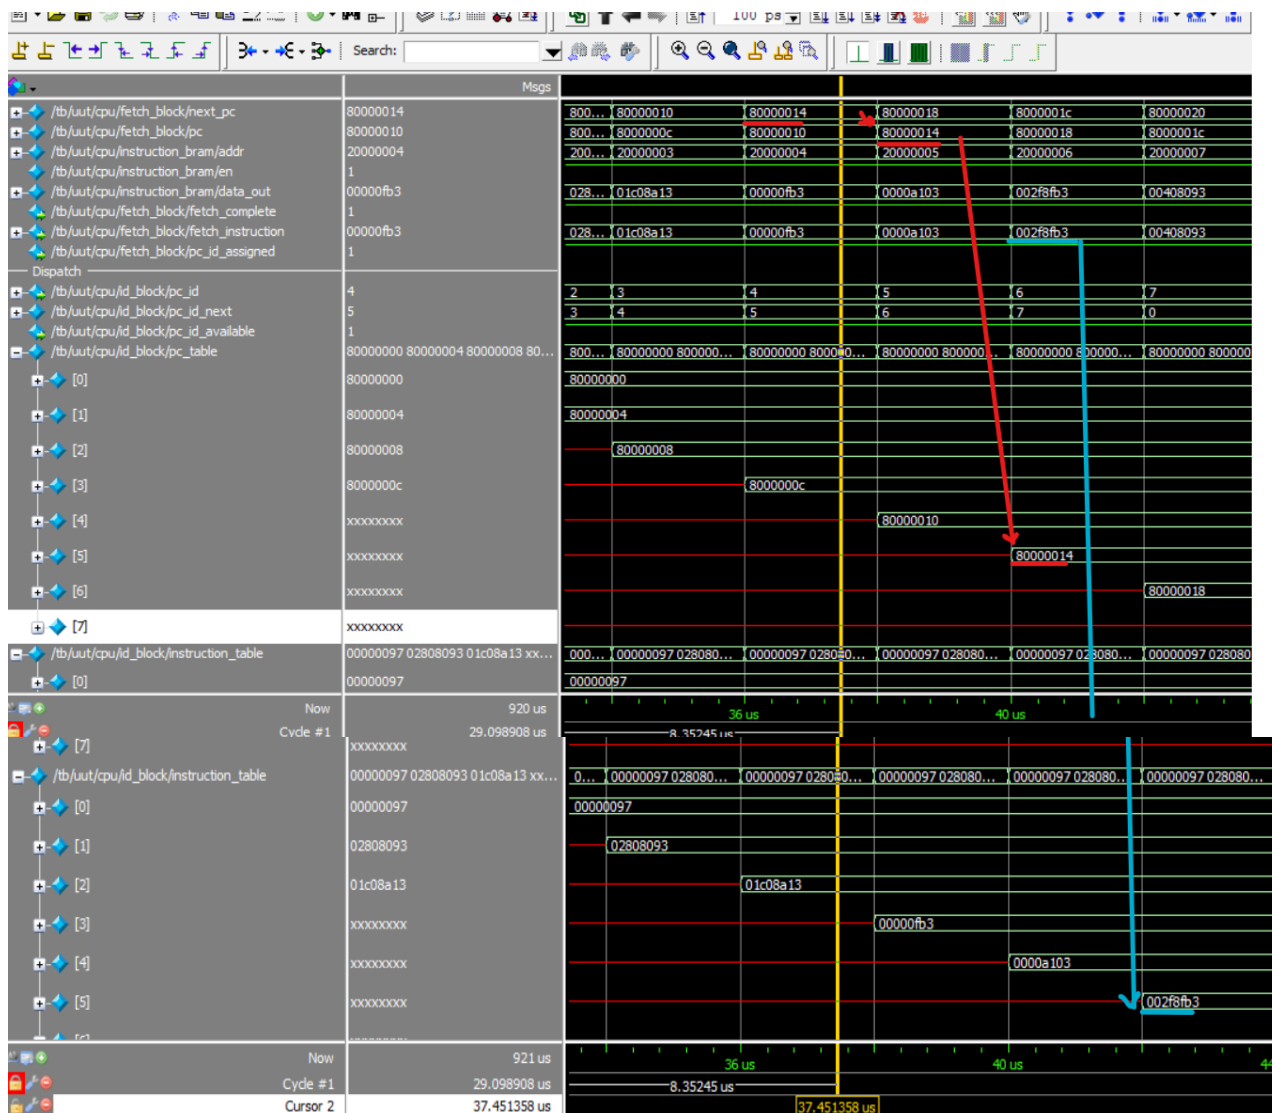 100 ps
Search:
Msgs
/tb/uut/cpu/fetch_block/next_pc 80000014 800... 80000010 80000014 80000018 8000001c 80000020
/tb/uut/cpu/fetch_block/pc 80000010 800... 8000000c 80000010 80000014 80000018 8000001c
/tb/uut/cpu/instruction_bram/addr 20000004 200... 20000003 20000004 20000005 20000006 20000007
/tb/uut/cpu/instruction_bram/en 1
/tb/uut/cpu/instruction_bram/data_out 00000fb3 028... 01c08a13 00000fb3 0000a103 002f8fb3 00408093
/tb/uut/cpu/fetch_block/fetch_complete 1
/tb/uut/cpu/fetch_block/fetch_instruction 00000fb3 028... 01c08a13 00000fb3 0000a103 002f8fb3 00408093
/tb/uut/cpu/fetch_block/pc_id_assigned 1
Dispatch
/tb/uut/cpu/id_block/pc_id 4 2 3 4 5 6 7
/tb/uut/cpu/id_block/pc_id_next 5 3 4 5 6 7 0
/tb/uut/cpu/id_block/pc_id_available 1
/tb/uut/cpu/id_block/pc_table 80000000 80000004 80000008 80... 800... 80000000 800000... 80000000 80000... 80000000 800000... 80000000 800000... 80000000 800000
[0] 80000000 80000000
[1] 80000004 80000004
[2] 80000008 80000008
[3] 8000000c 8000000c
[4] xxxxxxxx 80000010
[5] xxxxxxxx 80000014
[6] xxxxxxxx 80000018
[7] xxxxxxxx
/tb/uut/cpu/id_block/instruction_table 00000097 02808093 01c08a13 xx... 000... 00000097 028080... 00000097 028080... 00000097 028080... 00000097 028080... 00000097 028080
[0] 00000097 00000097
Now 920 us 36 us 40 us
Cycle #1 29.098908 us 8.35245 us
[7] xxxxxxxx
/tb/uut/cpu/id_block/instruction_table 00000097 02808093 01c08a13 xx... 0... 00000097 028080... 00000097 028080... 00000097 028080... 00000097 028080... 00000097 028080...
[0] 00000097 00000097
[1] 02808093 02808093
[2] 01c08a13 01c08a13
[3] xxxxxxxx 00000fb3
[4] xxxxxxxx 0000a103
[5] xxxxxxxx 002f8fb3
Now 921 us 36 us 40 us 44
Cycle #1 29.098908 us 8.35245 us
Cursor 2 37.451358 us 37.451358 us